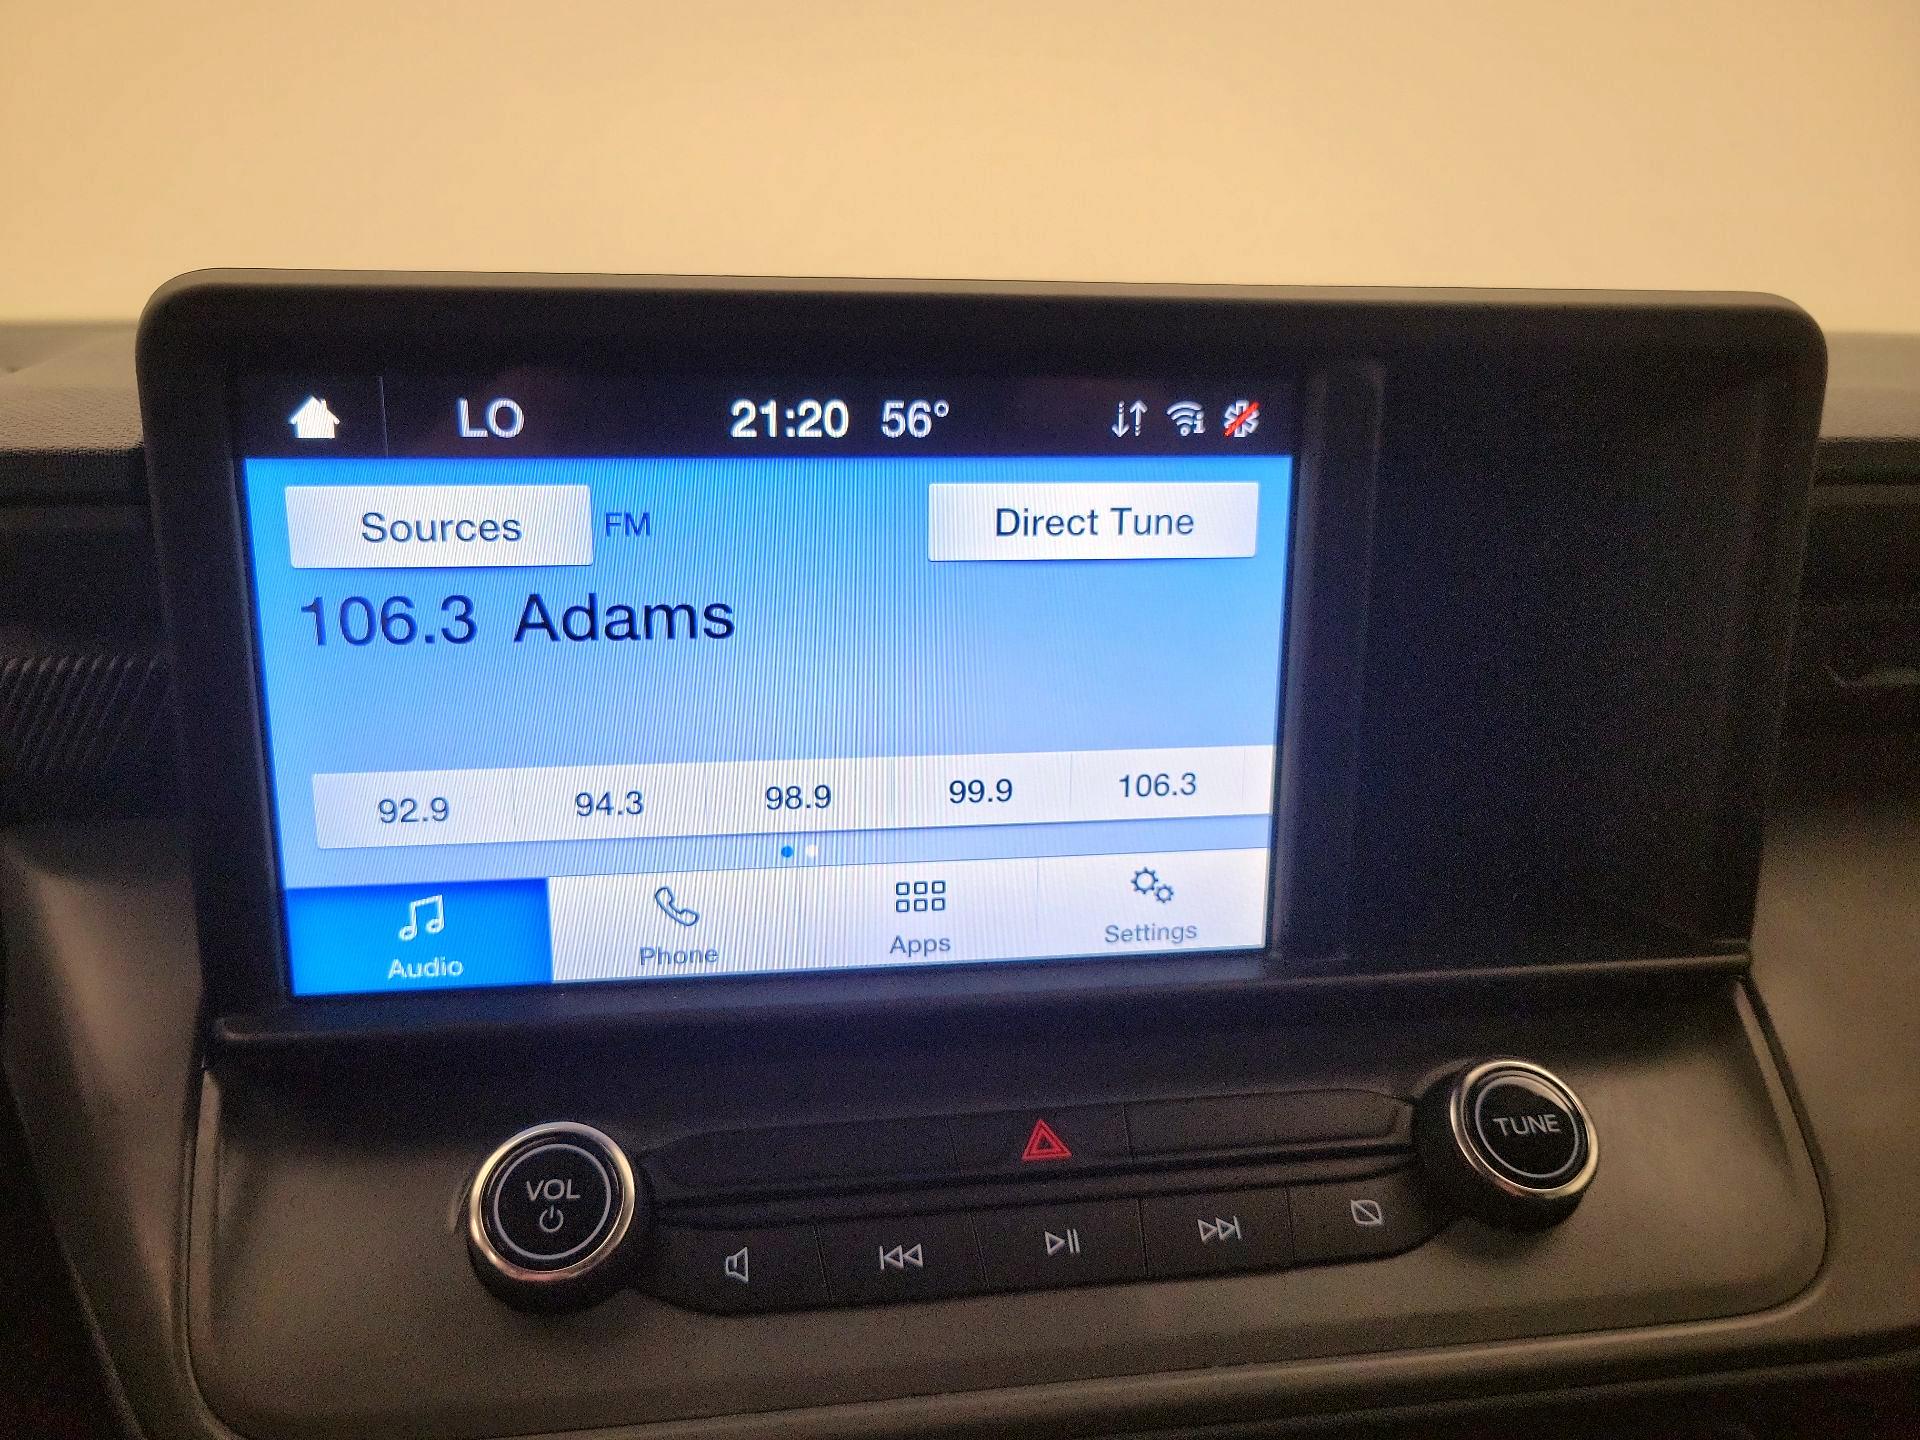 LO 21:20 56°
Sources FM Direct Tune
106.3 Adams
92.9 94.3 98.9 99.9 106.3
Audio Phone Apps Settings
VOL
TUNE